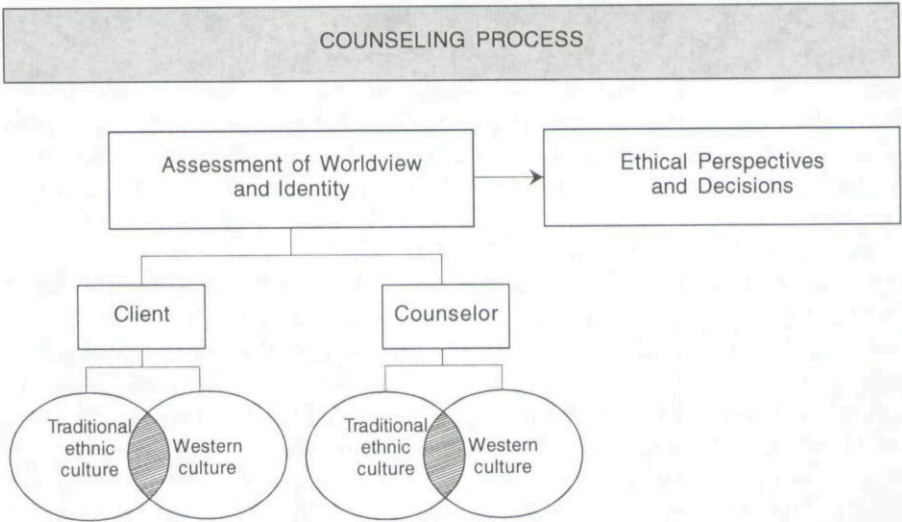 COUNSELING PROCESS
Assessment of Worldview
and Identity
Ethical Perspectives
and Decisions
Client
Counselor
Traditional
ethnic
culture
Western
culture
Traditional
ethnic
culture
Western
culture